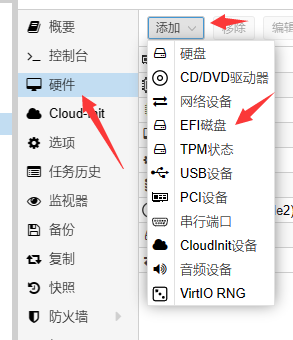 概要
控制台
硬件
Cloud-Init
选项
任务历史
监视器
备份
复制
快照
防火墙
添加
移除
编辑
硬盘
CD/DVD驱动器
网络设备
EFI磁盘
TPM状态
USB设备
PCI设备
串行端口
CloudInit设备
音频设备
VirtIO RNG